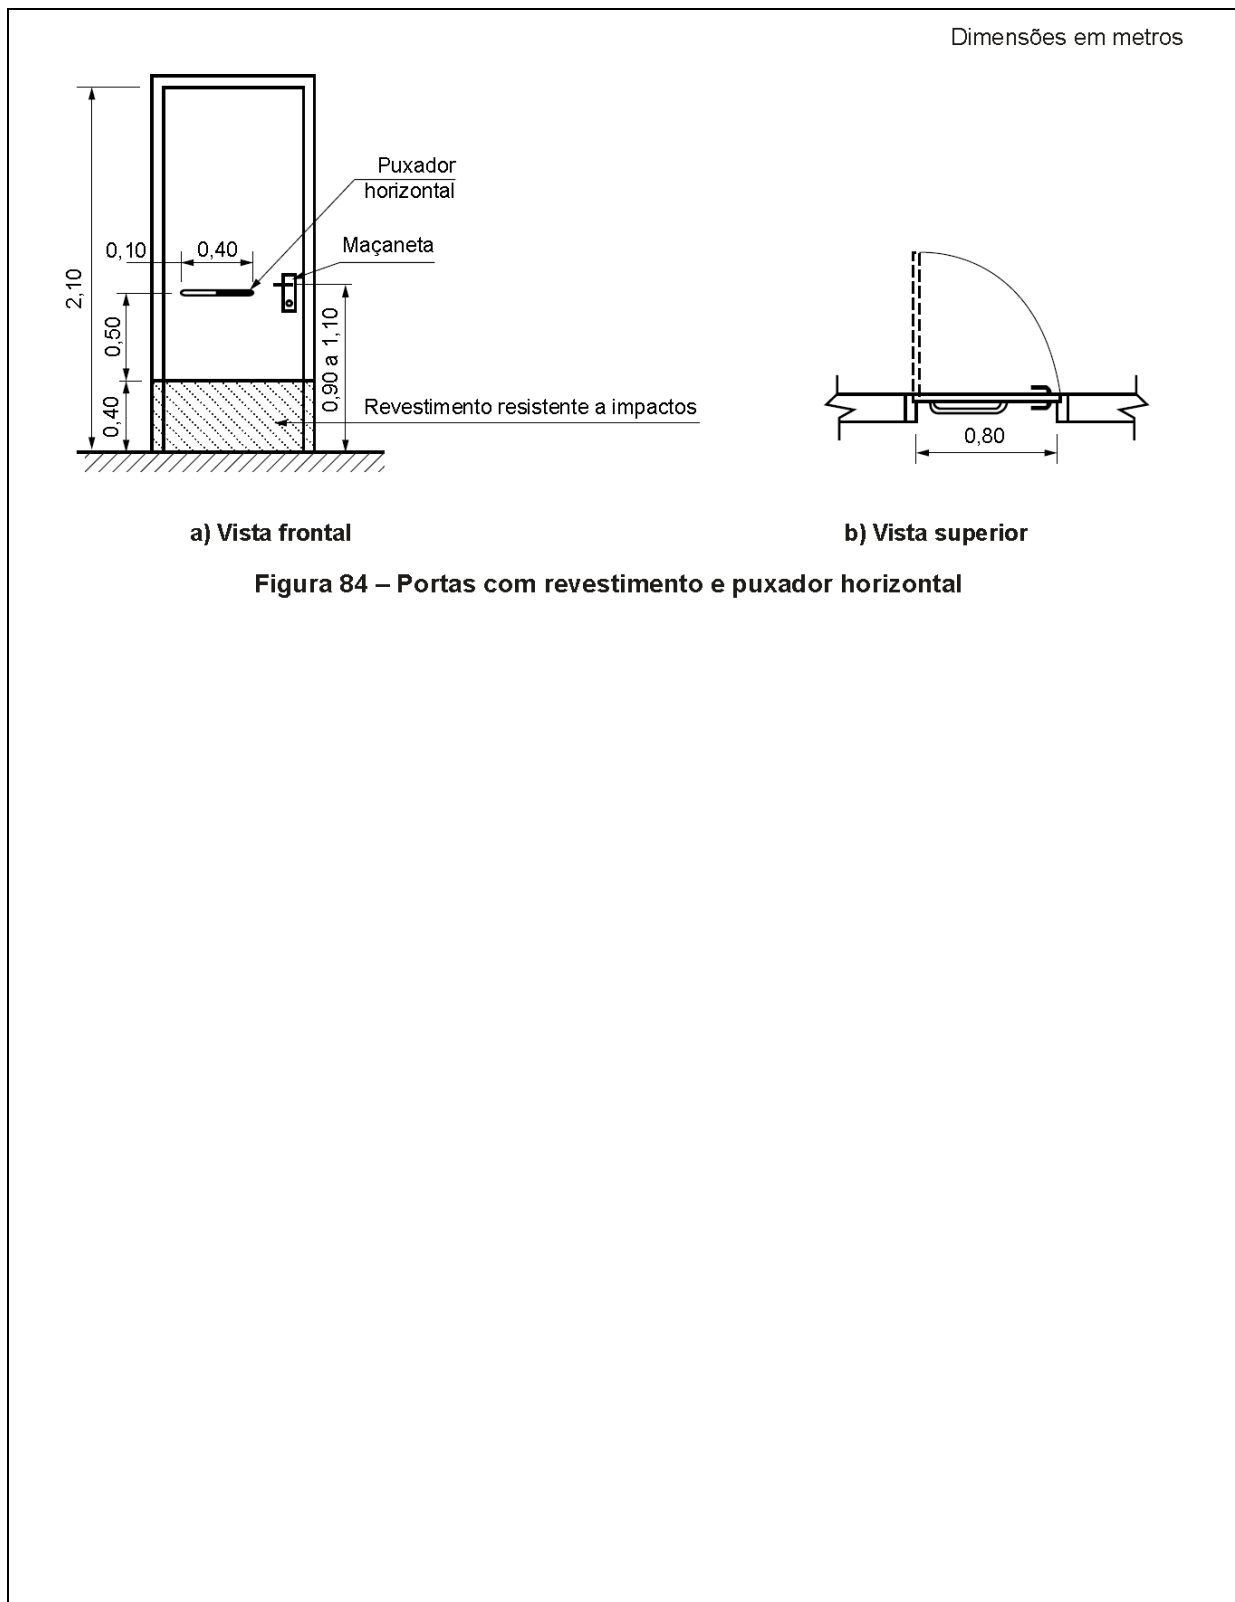 Dimensões em metros
Puxador
horizontal
0,10
0,40
Maçaneta
2,10
0,50
0,90 a 1,10
0,40
Revestimento resistente a impactos
0,80
a) Vista frontal
b) Vista superior
Figura 84 – Portas com revestimento e puxador horizontal